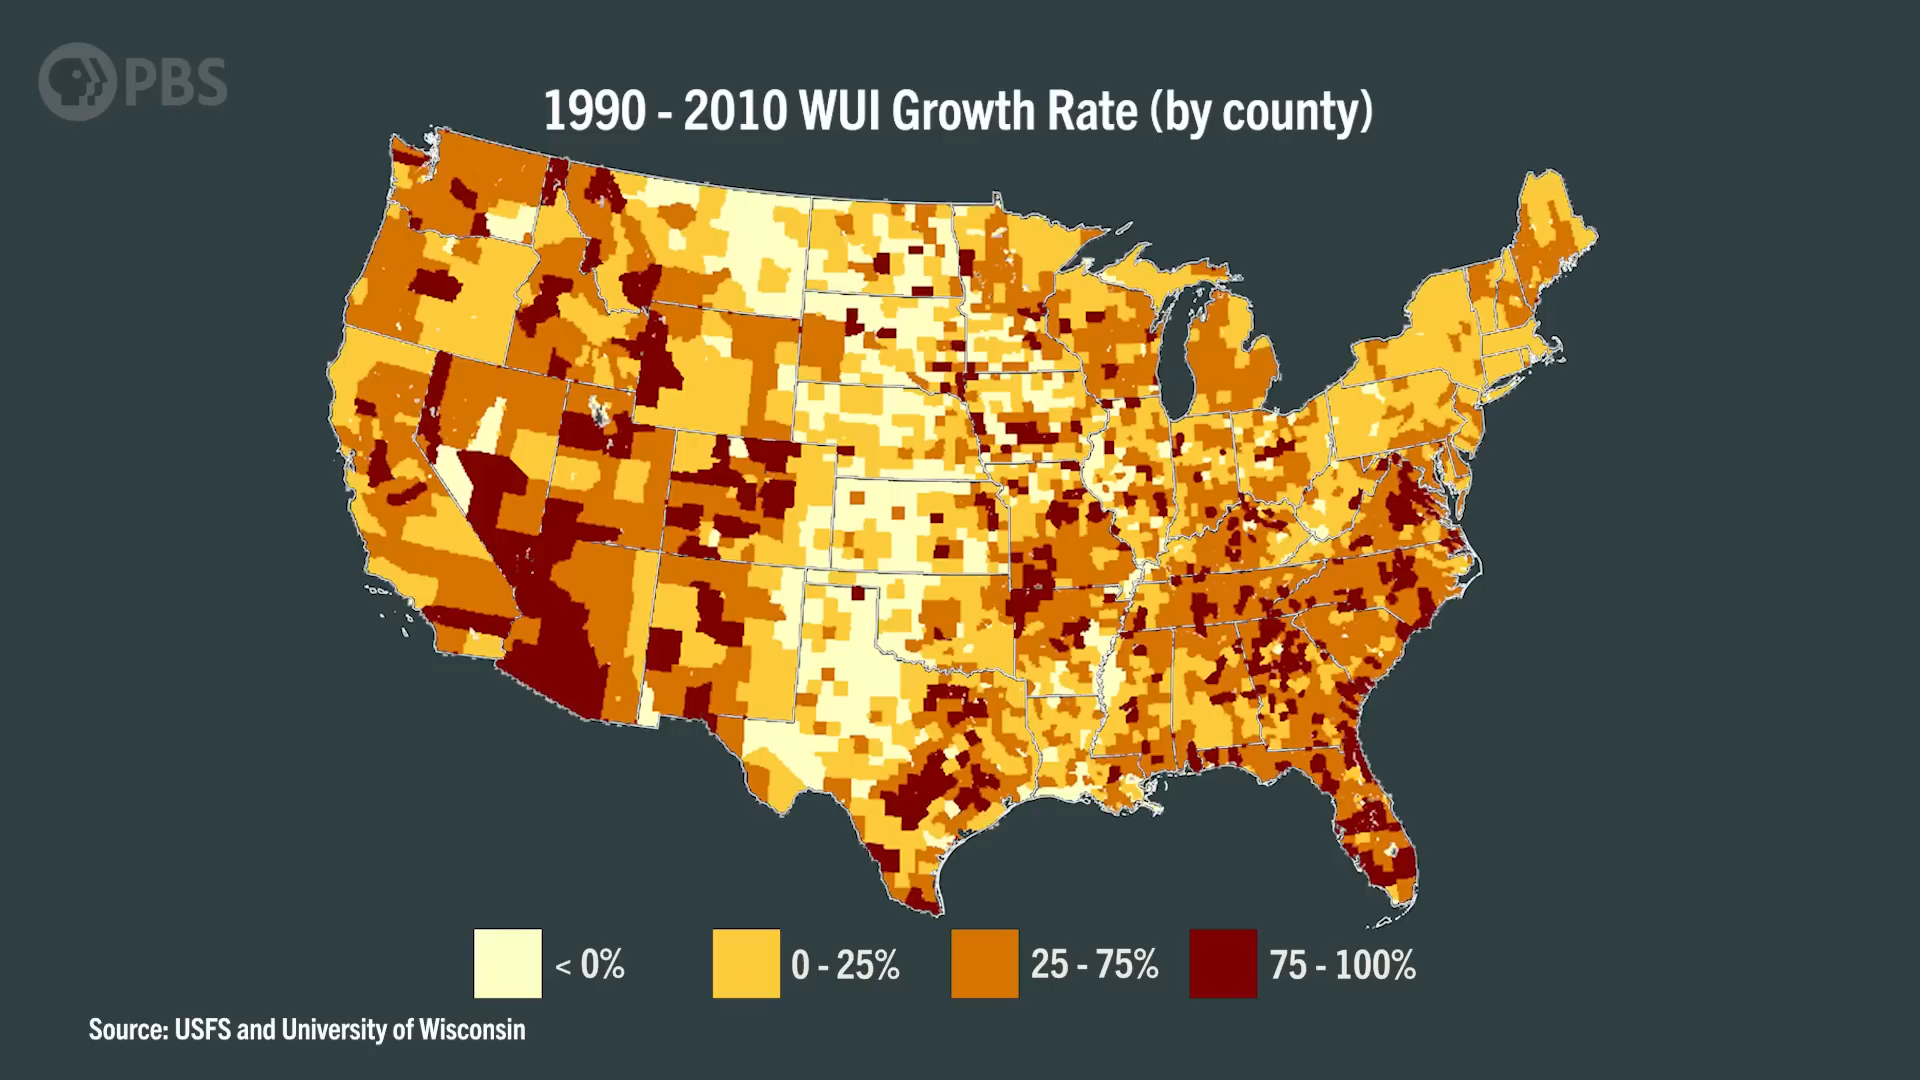 PBS
1990 - 2010 WUI Growth Rate (by county)
< 0%
0 - 25%
25 - 75%
75 - 100%
Source: USFS and University of Wisconsin